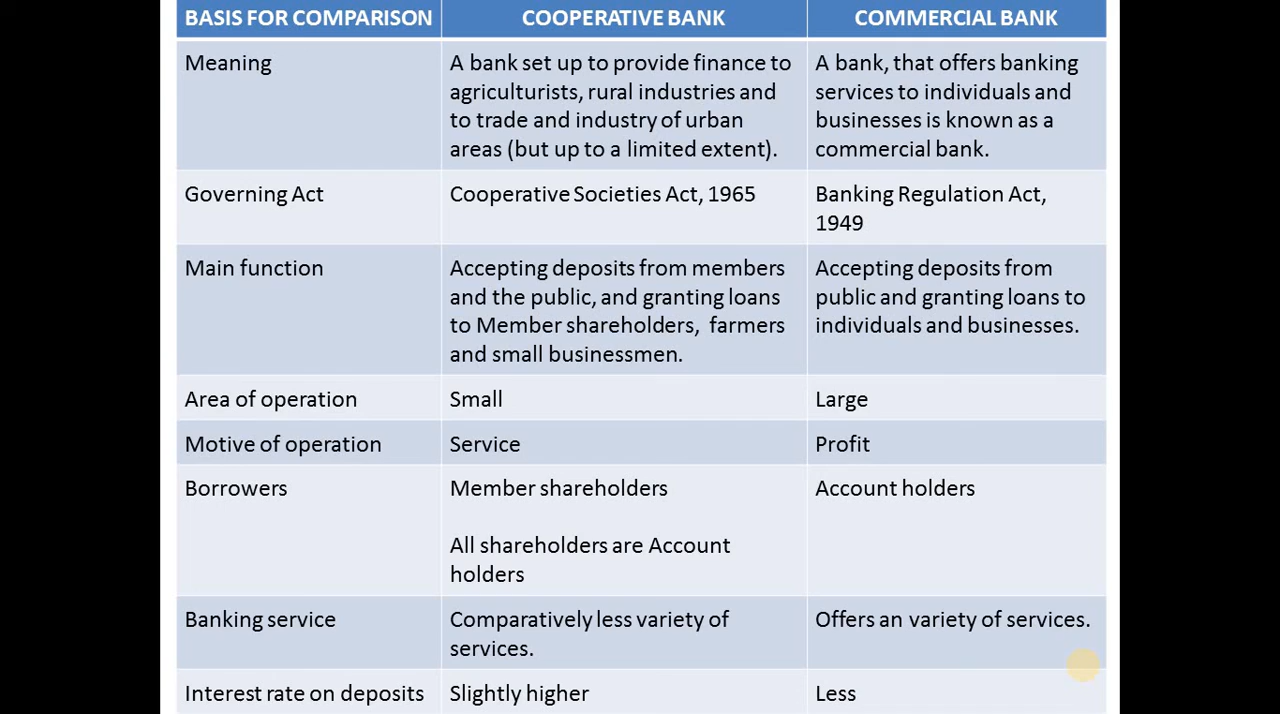 BASIS FOR COMPARISON COOPERATIVE BANK COMMERCIAL BANK
Meaning
A bank set up to provide finance to
agriculturists, rural industries and
to trade and industry of urban
areas (but up to a limited extent).
A bank, that offers banking
services to individuals and
businesses is known as a
commercial bank.
Governing Act
Cooperative Societies Act, 1965
Banking Regulation Act,
1949
Main function
Accepting deposits from members
and the public, and granting loans
to Member shareholders, farmers
and small businessmen.
Accepting deposits from
public and granting loans to
individuals and businesses.
Area of operation
Small
Large
Motive of operation
Service
Profit
Borrowers
Member shareholders
All shareholders are Account
holders
Account holders
Banking service
Comparatively less variety of
services.
Offers an variety of services.
Interest rate on deposits
Slightly higher
Less